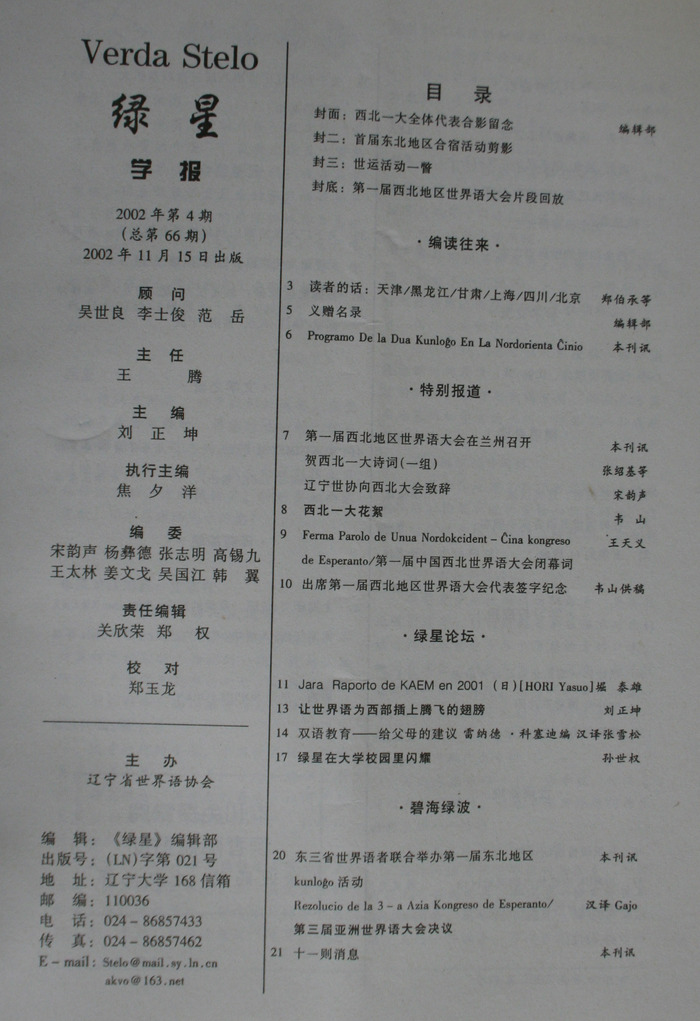 Verda Stelo
绿星
学报
2002年第4期
(总第66期)
2002年11月15日出版
顾 问
吴世良 李士俊 范 岳
主 任
王 腾
主 编
刘 正 坤
执行主编
焦 夕 洋
编 委
宋韵声 杨彝德 张志明 高锡九
王太林 姜文戈 吴国江 韩 翼
责任编辑
关欣荣 郑 权
校 对
郑玉龙
主 办
辽宁省世界语协会
编 辑:《绿星》编辑部
出版号:(LN)字第021号
地 址:辽宁大学168信箱
邮 编:110036
电 话:024-86857433
传 真:024-86857462
E-mail:Stelo@mail.sy.ln.cn
akvo@163.net
目 录
封面:西北一大全体代表合影留念 编辑部
封二:首届东北地区合宿活动剪影
封三:世运活动一瞥
封底:第一届西北地区世界语大会片段回放
·编读往来·
3 读者的话:天津/黑龙江/甘肃/上海/四川/北京 郑伯承等
5 义赠名录 编辑部
6 Programo De la Dua Kunloĝo En La Nordorienta Ĉinio 本刊讯
·特别报道·
7 第一届西北地区世界语大会在兰州召开 本刊讯
贺西北一大诗词(一组) 张绍基等
辽宁世协向西北大会致辞 宋韵声
8 西北一大花絮 韦 山
9 Ferma Parolo de Unua Nordokcident-Ĉina kongreso 王天义
de Esperanto/第一届中国西北世界语大会闭幕词
10 出席第一届西北地区世界语大会代表签字纪念 韦山供稿
·绿星论坛·
11 Jara Raporto de KAEM en 2001 (日)[HORI Yasuo]堀 泰雄
13 让世界语为西部插上腾飞的翅膀 刘正坤
14 双语教育——给父母的建议 雷纳德·科塞迪编 汉译张雪松
17 绿星在大学校园里闪耀 孙世权
·碧海绿波·
20 东三省世界语者联合举办第一届东北地区 本刊讯
kunloĝo 活动
Rezolucio de la 3-a Azia Kongreso de Esperanto/ 汉译 Gajo
第三届亚洲世界语大会决议
21 十一则消息 本刊讯